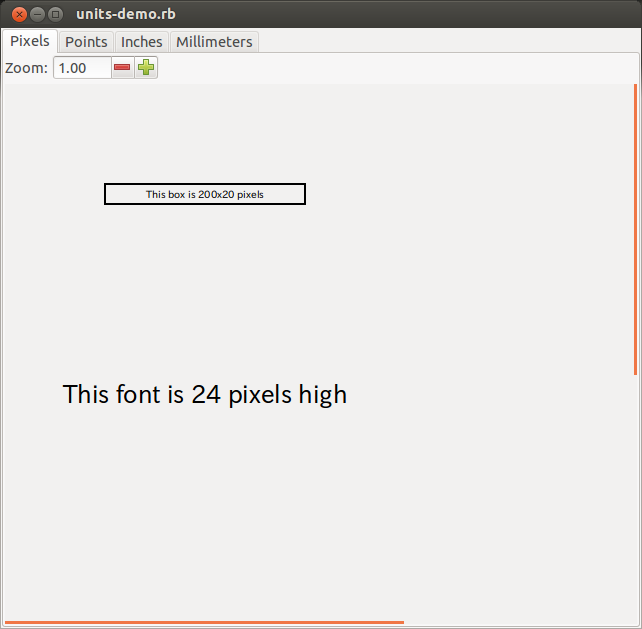 units-demo.rb
Pixels Points Inches Millimeters
Zoom: 1.00
This box is 200x20 pixels
This font is 24 pixels high